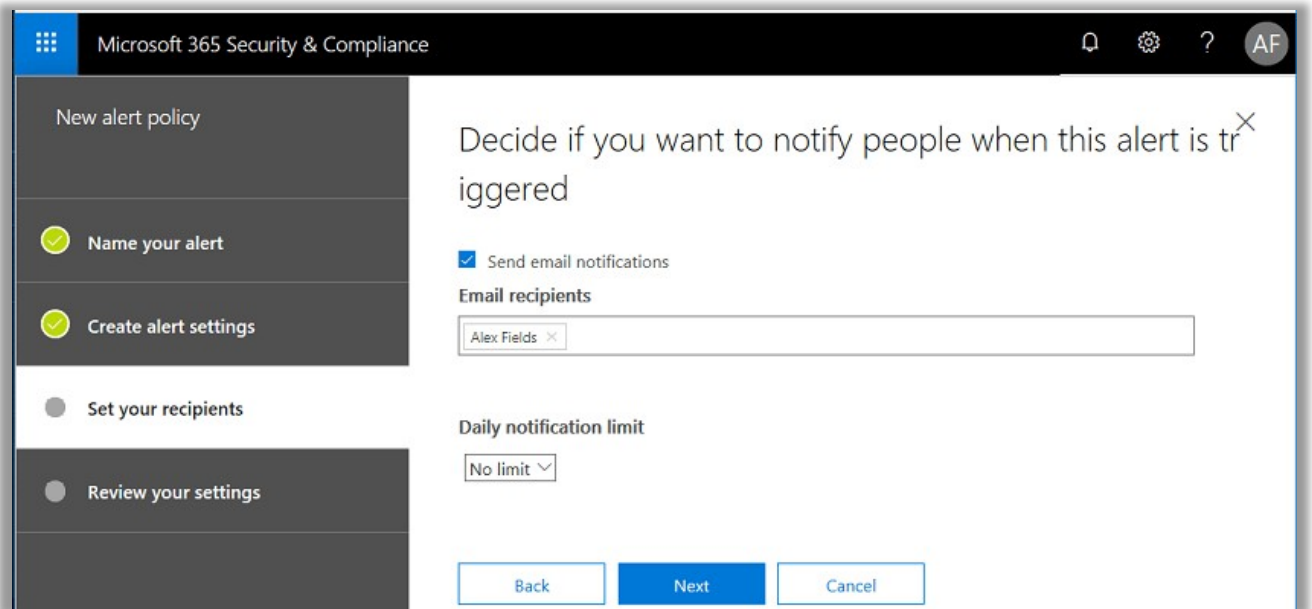 Microsoft 365 Security & Compliance
?
AF
New alert policy
Name your alert
Create alert settings
Set your recipients
Review your settings
Decide if you want to notify people when this alert is tr
iggered
Send email notifications
Email recipients
Alex Fields
Daily notification limit
No limit
Back
Next
Cancel